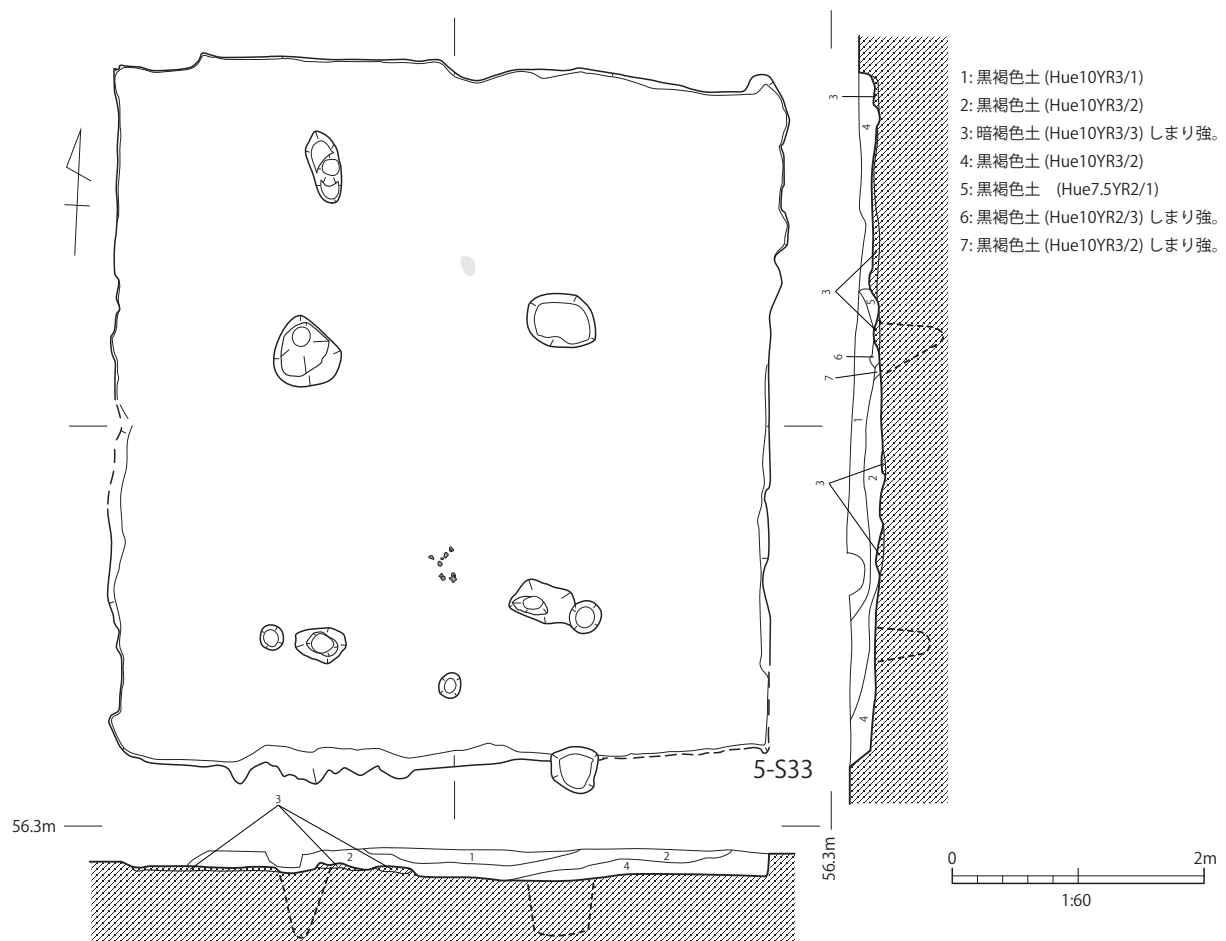 1: 黒褐色土 (Hue10YR3/1)
2: 黒褐色土 (Hue10YR3/2)
3: 暗褐色土 (Hue10YR3/3) しまり強。
4: 黒褐色土 (Hue10YR3/2)
5: 黒褐色土　(Hue7.5YR2/1)
6: 黒褐色土 (Hue10YR2/3) しまり強。
7: 黒褐色土 (Hue10YR3/2) しまり強。
3
4
3
5
6
7
1
3
2
4
5-S33
3
56.3m
2
1
2
4
56.3m
0
2m
1:60